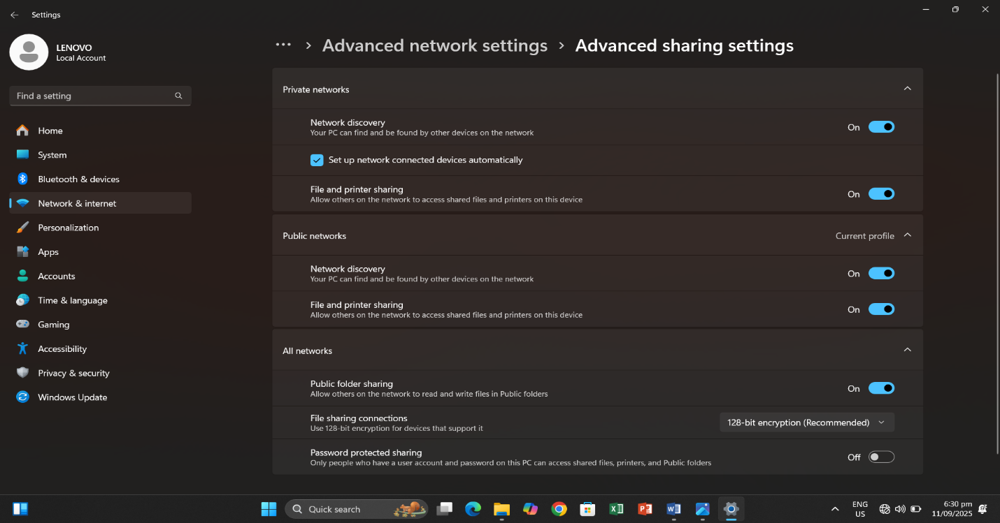 Settings
LENOVO
Local Account
Find a setting
Home
System
Bluetooth & devices
Network & internet
Personalization
Apps
Accounts
Time & language
Gaming
Accessibility
Privacy & security
Windows Update
... > Advanced network settings > Advanced sharing settings
Private networks
Network discovery
Your PC can find and be found by other devices on the network
On
Set up network connected devices automatically
File and printer sharing
Allow others on the network to access shared files and printers on this device
On
Public networks
Current profile
Network discovery
Your PC can find and be found by other devices on the network
On
File and printer sharing
Allow others on the network to access shared files and printers on this device
On
All networks
Public folder sharing
Allow others on the network to read and write files in Public folders
On
File sharing connections
Use 128-bit encryption for devices that support it
128-bit encryption (Recommended)
Password protected sharing
Only people who have a user account and password on this PC can access shared files, printers, and Public folders
Off
Quick search
ENG
US
6:30 pm
11/09/2025